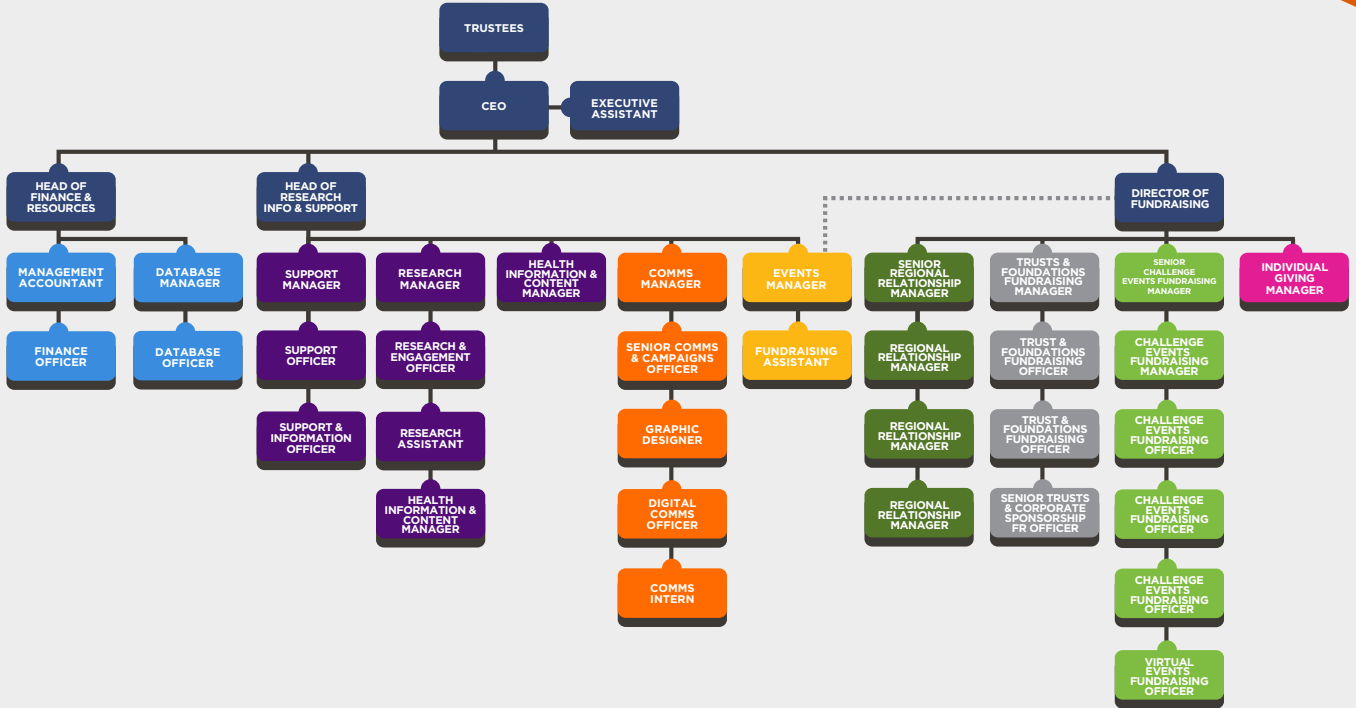 TRUSTEES
CEO
EXECUTIVE
ASSISTANT
HEAD OF
FINANCE &
RESOURCES
HEAD OF
RESEARCH
INFO & SUPPORT
DIRECTOR OF
FUNDRAISING
MANAGEMENT
ACCOUNTANT
DATABASE
MANAGER
SUPPORT
MANAGER
RESEARCH
MANAGER
HEALTH
INFORMATION &
CONTENT
MANAGER
COMMS
MANAGER
EVENTS
MANAGER
SENIOR
REGIONAL
RELATIONSHIP
MANAGER
TRUSTS &
FOUNDATIONS
FUNDRAISING
MANAGER
SENIOR
CHALLENGE
EVENTS FUNDRAISING
MANAGER
INDIVIDUAL
GIVING
MANAGER
FINANCE
OFFICER
DATABASE
OFFICER
SUPPORT
OFFICER
RESEARCH &
ENGAGEMENT
OFFICER
SENIOR COMMS
& CAMPAIGNS
OFFICER
FUNDRAISING
ASSISTANT
REGIONAL
RELATIONSHIP
MANAGER
TRUST &
FOUNDATIONS
FUNDRAISING
OFFICER
CHALLENGE
EVENTS
FUNDRAISING
MANAGER
SUPPORT &
INFORMATION
OFFICER
RESEARCH
ASSISTANT
GRAPHIC
DESIGNER
REGIONAL
RELATIONSHIP
MANAGER
TRUST &
FOUNDATIONS
FUNDRAISING
OFFICER
CHALLENGE
EVENTS
FUNDRAISING
OFFICER
HEALTH
INFORMATION &
CONTENT
MANAGER
DIGITAL
COMMS
OFFICER
REGIONAL
RELATIONSHIP
MANAGER
SENIOR TRUSTS
& CORPORATE
SPONSORSHIP
FR OFFICER
CHALLENGE
EVENTS
FUNDRAISING
OFFICER
COMMS
INTERN
CHALLENGE
EVENTS
FUNDRAISING
OFFICER
VIRTUAL
EVENTS
FUNDRAISING
OFFICER